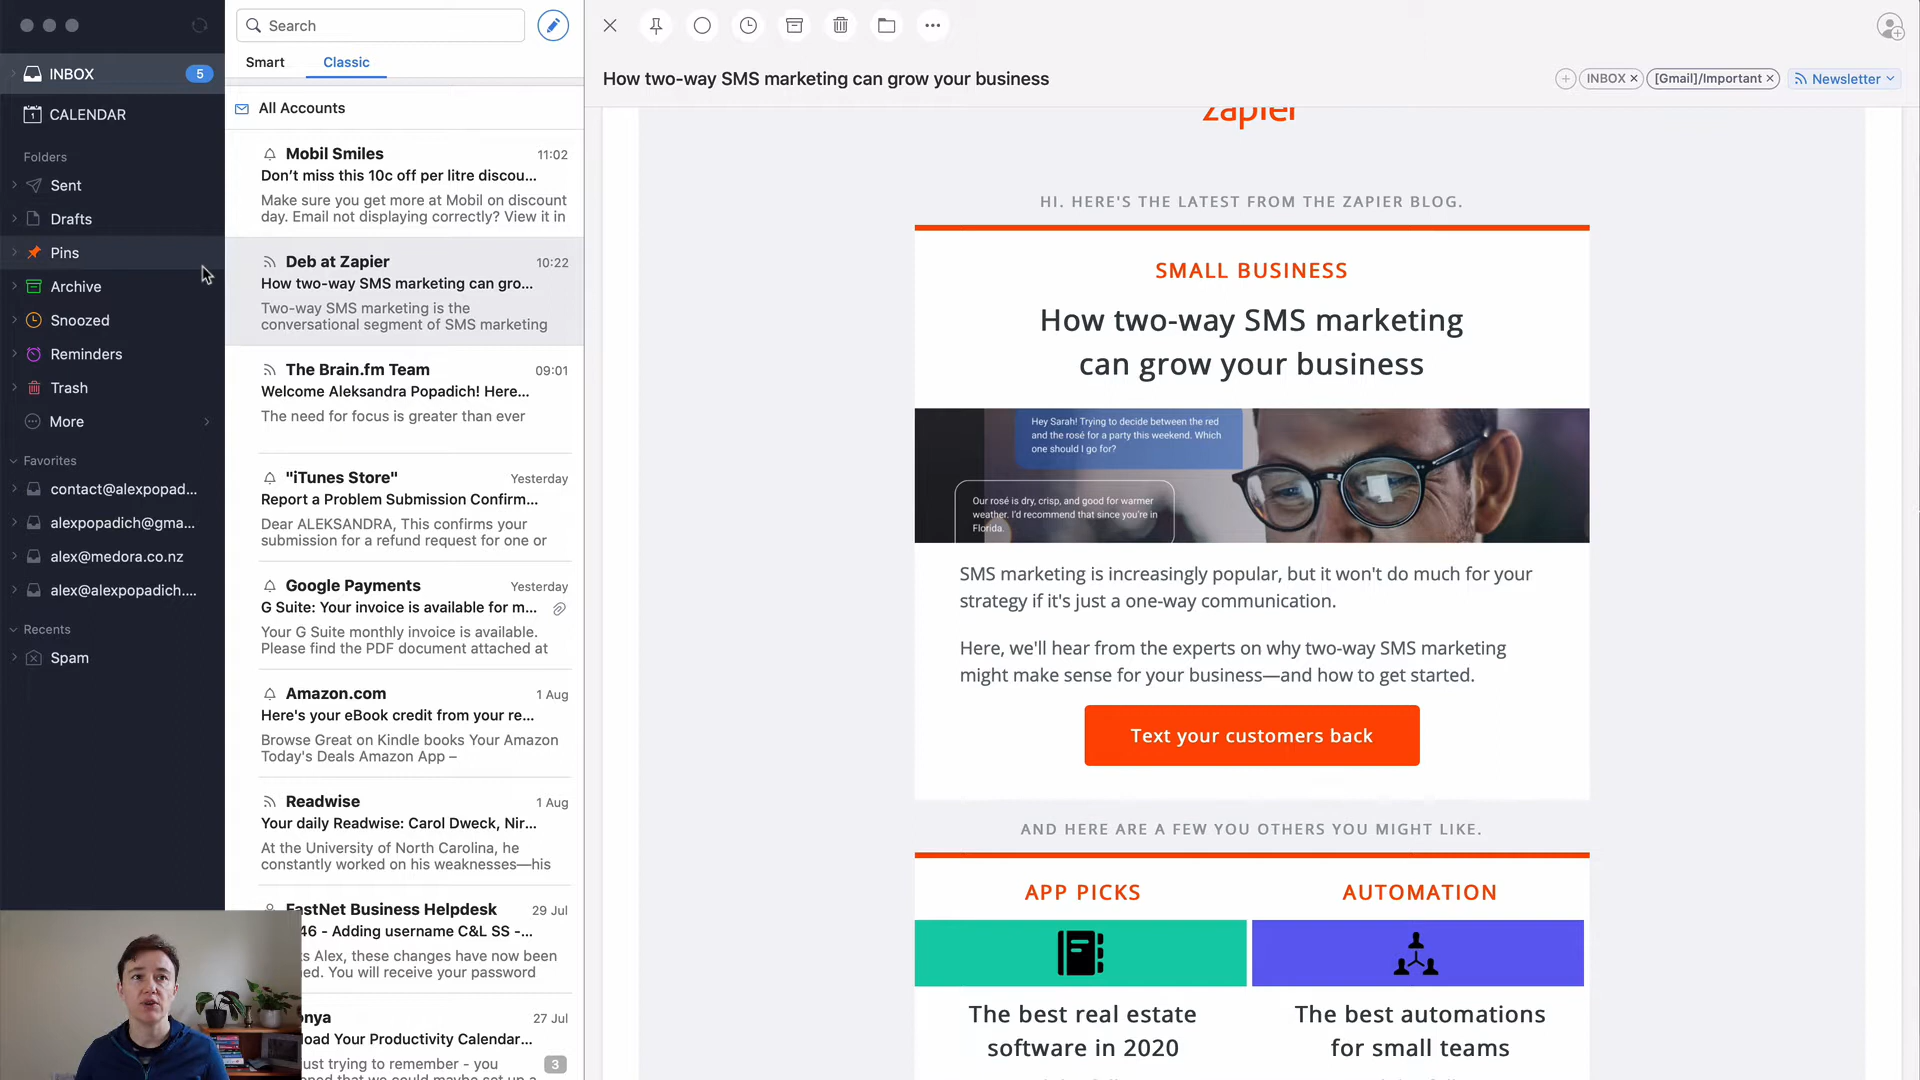 Search
Smart
Classic
All Accounts
INBOX
5
CALENDAR
Folders
Sent
Drafts
Pins
Archive
Snoozed
Reminders
Trash
More
Favorites
contact@alexpopad...
alexpopadich@gma...
alex@medora.co.nz
alex@alexpopadich....
Recents
Spam
Mobil Smiles
11:02
Don't miss this 10c off per litre discou...
Make sure you get more at Mobil on discount
day. Email not displaying correctly? View it in
Deb at Zapier
10:22
How two-way SMS marketing can gro...
Two-way SMS marketing is the
conversational segment of SMS marketing
The Brain.fm Team
09:01
Welcome Aleksandra Popadich! Here...
The need for focus is greater than ever
"iTunes Store"
Yesterday
Report a Problem Submission Confirm...
Dear ALEKSANDRA, This confirms your
submission for a refund request for one or
Google Payments
Yesterday
G Suite: Your invoice is available for m...
Your G Suite monthly invoice is available.
Please find the PDF document attached at
Amazon.com
1 Aug
Here's your eBook credit from your re...
Browse Great on Kindle books Your Amazon
Today's Deals Amazon App –
Readwise
1 Aug
Your daily Readwise: Carol Dweck, Nir...
At the University of North Carolina, he
constantly worked on his weaknesses—his
FastNet Business Helpdesk
29 Jul
46 - Adding username C&L SS -...
s Alex, these changes have now been
ed. You will receive your password
27 Jul
load Your Productivity Calendar...
ust trying to remember - you
3
How two-way SMS marketing can grow your business
INBOX
[Gmail]/Important
Newsletter
zapier
HI. HERE'S THE LATEST FROM THE ZAPIER BLOG.
SMALL BUSINESS
How two-way SMS marketing
can grow your business
Hey Sarah! Trying to decide between the red
and the rosé for a party this weekend. Which
one should I go for?
Our rosé is dry, crisp, and good for warmer
weather. I'd recommend that since you're in
Florida.
SMS marketing is increasingly popular, but it won't do much for your
strategy if it's just a one-way communication.
Here, we'll hear from the experts on why two-way SMS marketing
might make sense for your business—and how to get started.
Text your customers back
AND HERE ARE A FEW YOU OTHERS YOU MIGHT LIKE.
APP PICKS
AUTOMATION
The best real estate
software in 2020
The best automations
for small teams